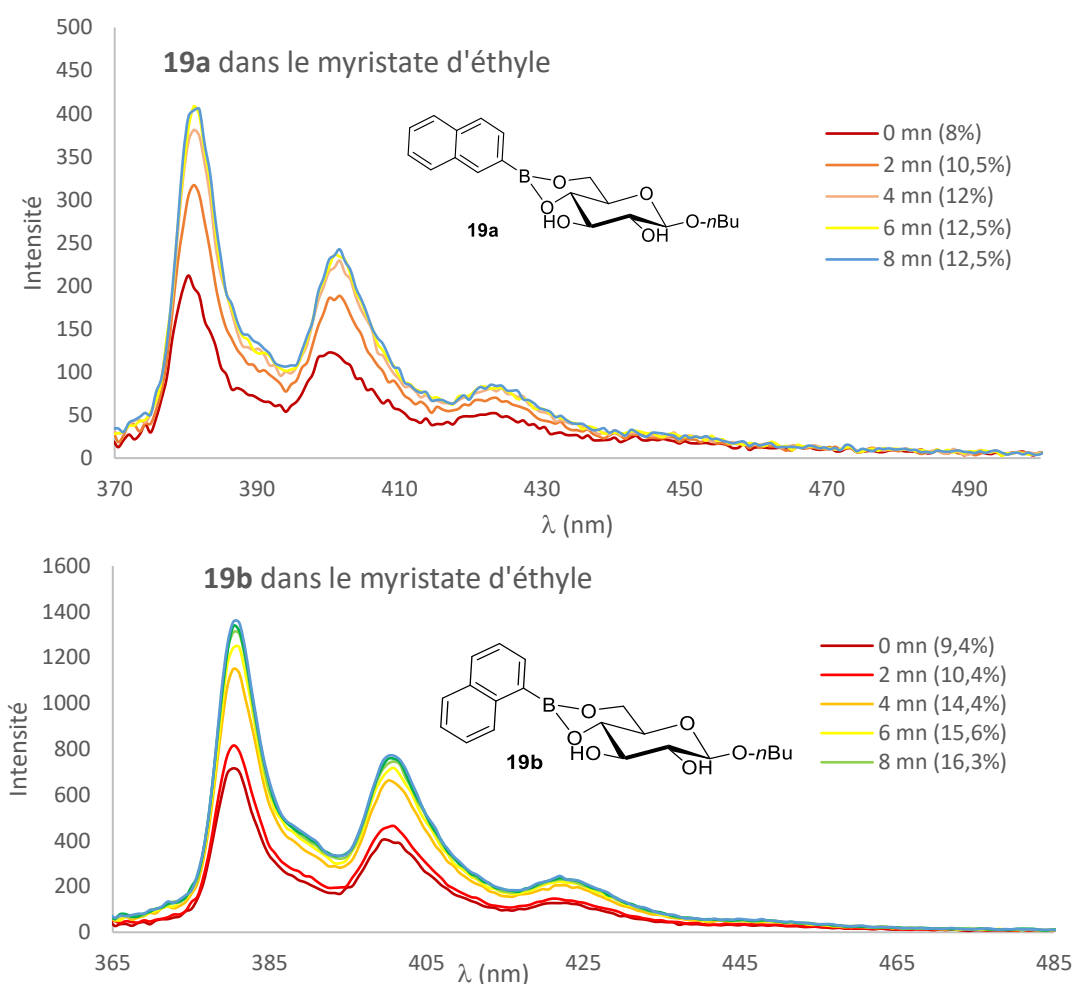 500
450
400
350
300
250
200
150
100
50
0
Intensité
19a dans le myristate d'éthyle
B
O
O
HO
O
OH
O-nBu
19a
0 mn (8%)
2 mn (10,5%)
4 mn (12%)
6 mn (12,5%)
8 mn (12,5%)
370 390 410 430 450 470 490
λ (nm)
1600
1400
1200
1000
800
600
400
200
0
Intensité
19b dans le myristate d'éthyle
B
O
O
HO
O
OH
O-nBu
19b
0 mn (9,4%)
2 mn (10,4%)
4 mn (14,4%)
6 mn (15,6%)
8 mn (16,3%)
365 385 405 425 445 465 485
λ (nm)